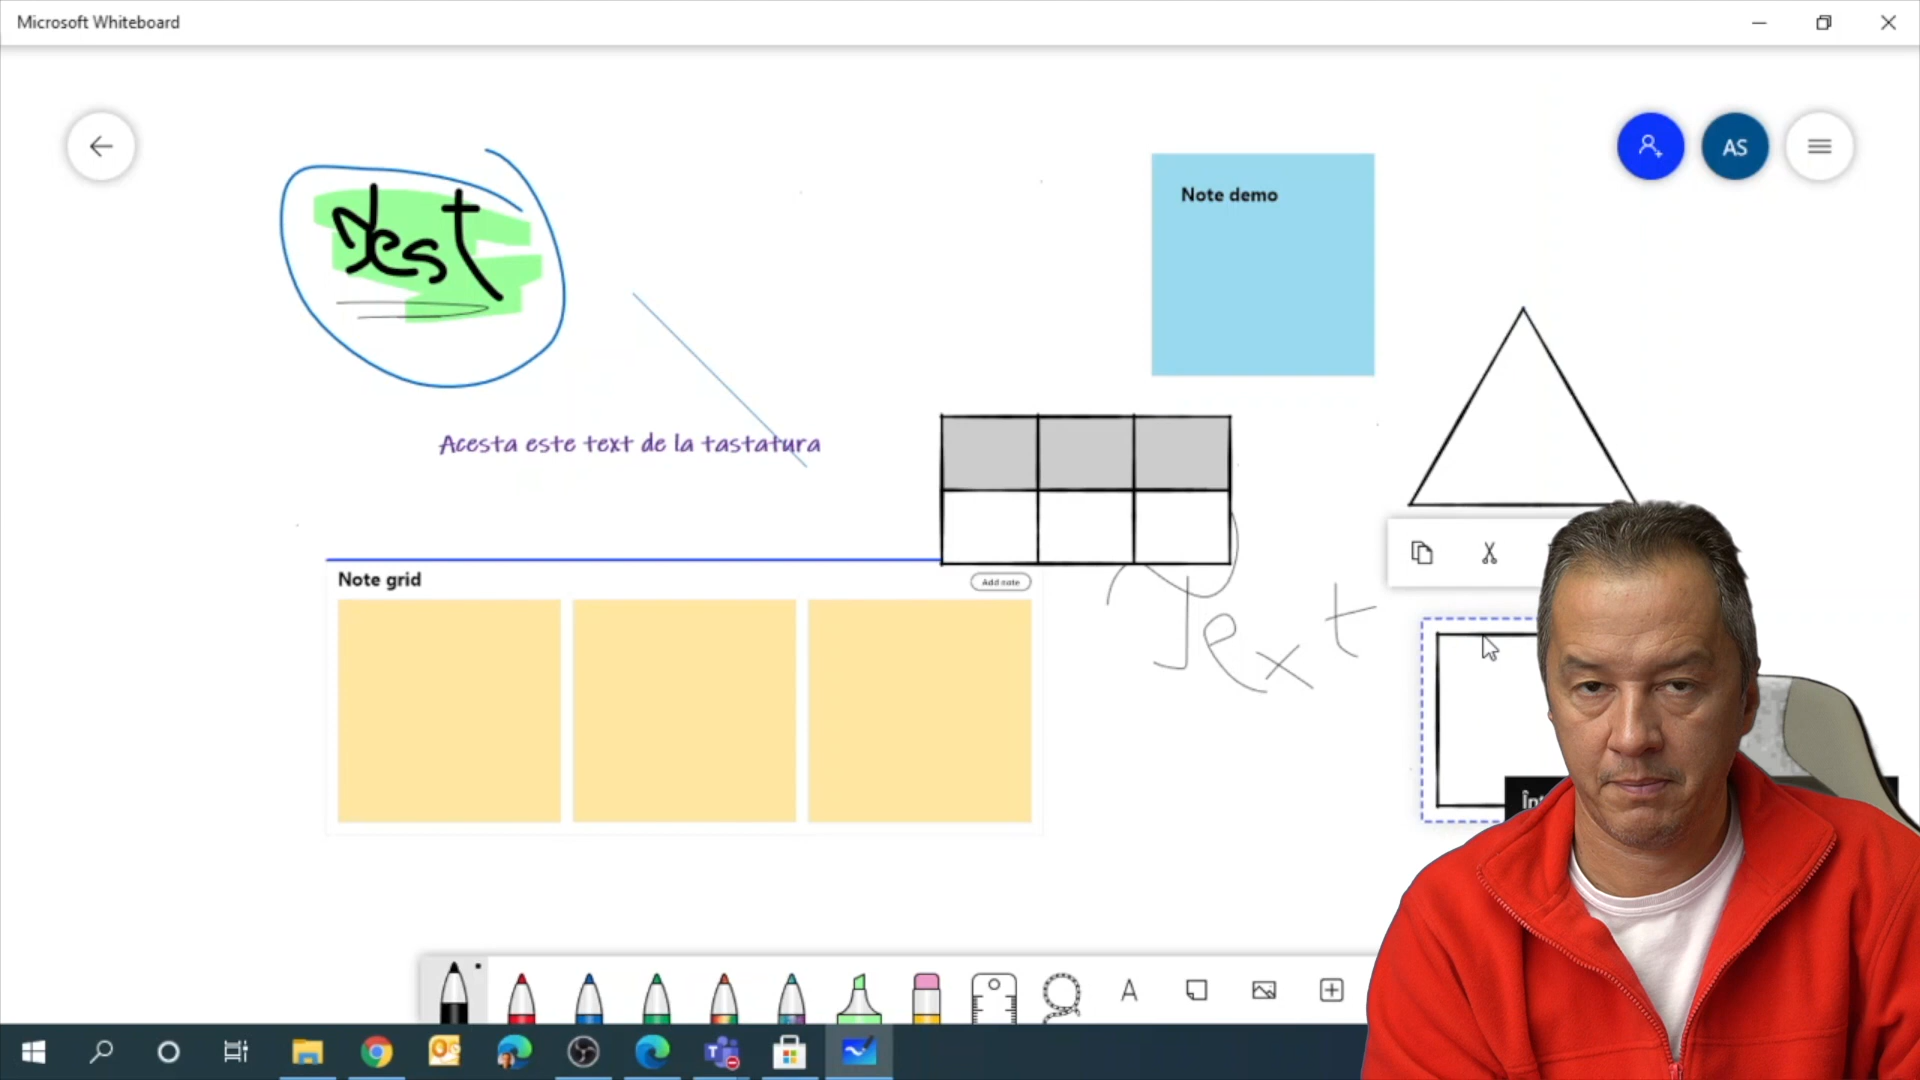 Microsoft Whiteboard
AS
Test
Note demo
Acesta este text de la tastatura
Note grid
Add note
Text